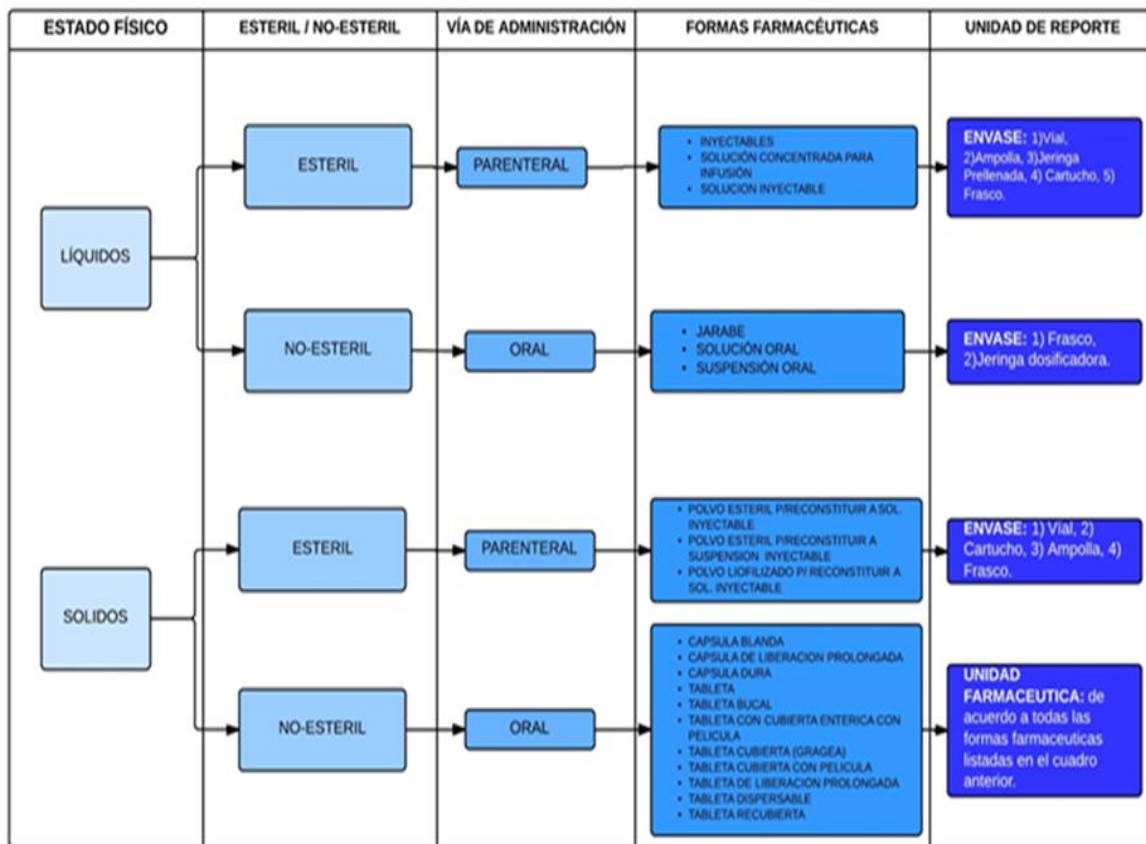 ESTADO FÍSICO
ESTERIL / NO-ESTERIL
VÍA DE ADMINISTRACIÓN
FORMAS FARMACÉUTICAS
UNIDAD DE REPORTE
LÍQUIDOS
ESTERIL
PARENTERAL
• INYECTABLES
• SOLUCIÓN CONCENTRADA PARA
INFUSIÓN
• SOLUCION INYECTABLE
ENVASE: 1)Víal,
2)Ampolla, 3)Jeringa
Prellenada, 4) Cartucho, 5)
Frasco.
NO-ESTERIL
ORAL
• JARABE
• SOLUCIÓN ORAL
• SUSPENSIÓN ORAL
ENVASE: 1) Frasco,
2)Jeringa dosificadora.
SOLIDOS
ESTERIL
PARENTERAL
• POLVO ESTERIL P/RECONSTITUIR A SOL.
INYECTABLE
• POLVO ESTERIL P/RECONSTITUIR A
SUSPENSION INYECTABLE
• POLVO LIOFILIZADO P/ RECONSTITUIR A
SOL. INYECTABLE
ENVASE: 1) Víal, 2)
Cartucho, 3) Ampolla, 4)
Frasco.
NO-ESTERIL
ORAL
• CAPSULA BLANDA
• CAPSULA DE LIBERACION PROLONGADA
• CAPSULA DURA
• TABLETA
• TABLETA BUCAL
• TABLETA CON CUBIERTA ENTERICA CON
PELICULA
• TABLETA CUBIERTA (GRAGEA)
• TABLETA CUBIERTA CON PELICULA
• TABLETA DE LIBERACION PROLONGADA
• TABLETA DISPERSABLE
• TABLETA RECUBIERTA
UNIDAD
FARMACEUTICA: de
acuerdo a todas las
formas farmaceuticas
listadas en el cuadro
anterior.